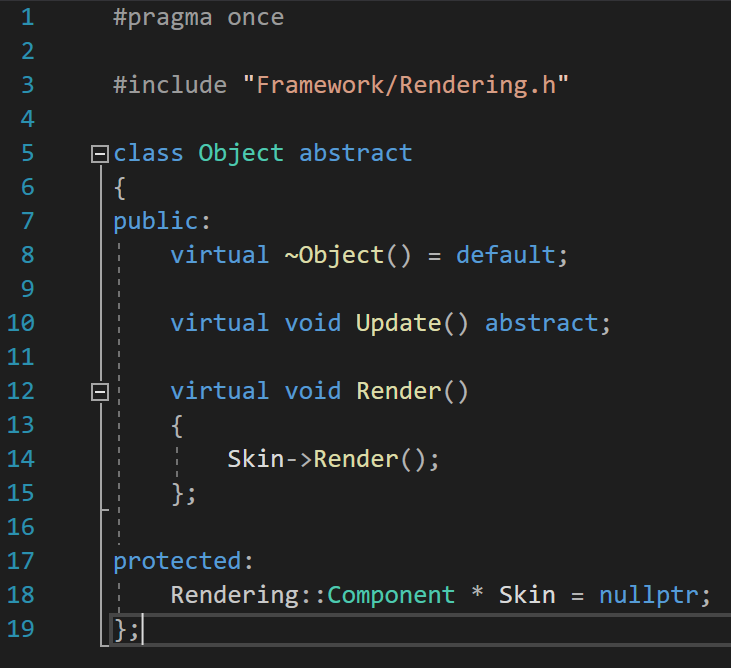 1 #pragma once
2
3 #include "Framework/Rendering.h"
4
5 class Object abstract
6 {
7 public:
8     virtual ~Object() = default;
9
10     virtual void Update() abstract;
11
12     virtual void Render()
13     {
14         Skin->Render();
15     };
16
17 protected:
18     Rendering::Component * Skin = nullptr;
19 };